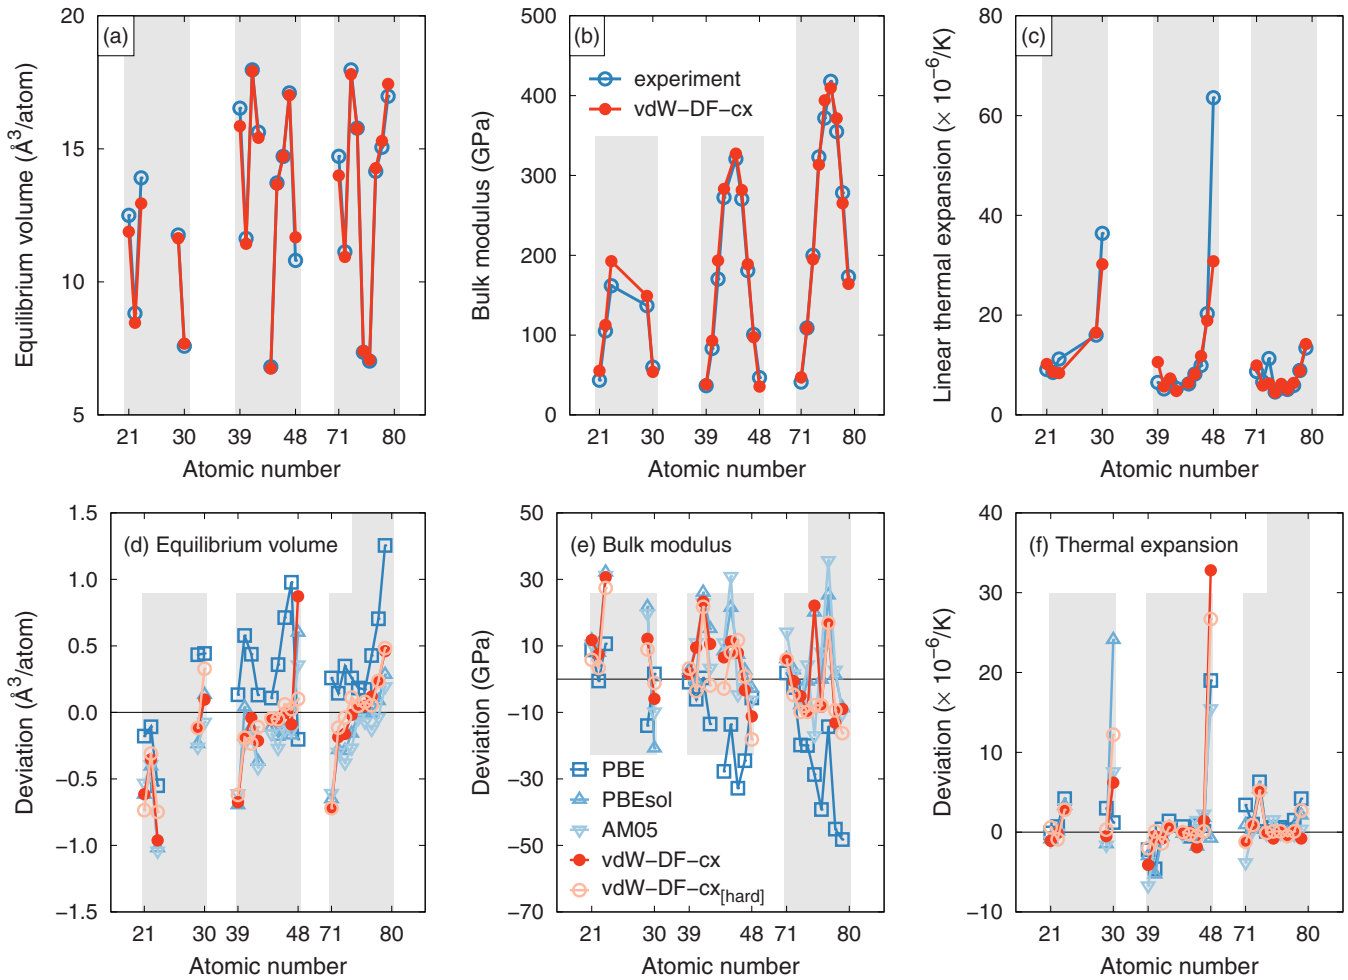 (a)
Equilibrium volume (Å³/atom)
20
15
10
5
21 30 39 48 71 80
Atomic number
(b)
experiment
vdW−DF−cx
Bulk modulus (GPa)
500
400
300
200
100
0
21 30 39 48 71 80
Atomic number
(c)
Linear thermal expansion (× 10⁻⁶/K)
80
60
40
20
0
21 30 39 48 71 80
Atomic number
(d) Equilibrium volume
Deviation (Å³/atom)
1.5
1.0
0.5
0.0
−0.5
−1.0
−1.5
21 30 39 48 71 80
Atomic number
(e) Bulk modulus
Deviation (GPa)
50
30
10
−10
−30
−50
−70
PBE
PBEsol
AM05
vdW−DF−cx
vdW−DF−cx[hard]
21 30 39 48 71 80
Atomic number
(f) Thermal expansion
Deviation (× 10⁻⁶/K)
40
30
20
10
0
−10
21 30 39 48 71 80
Atomic number